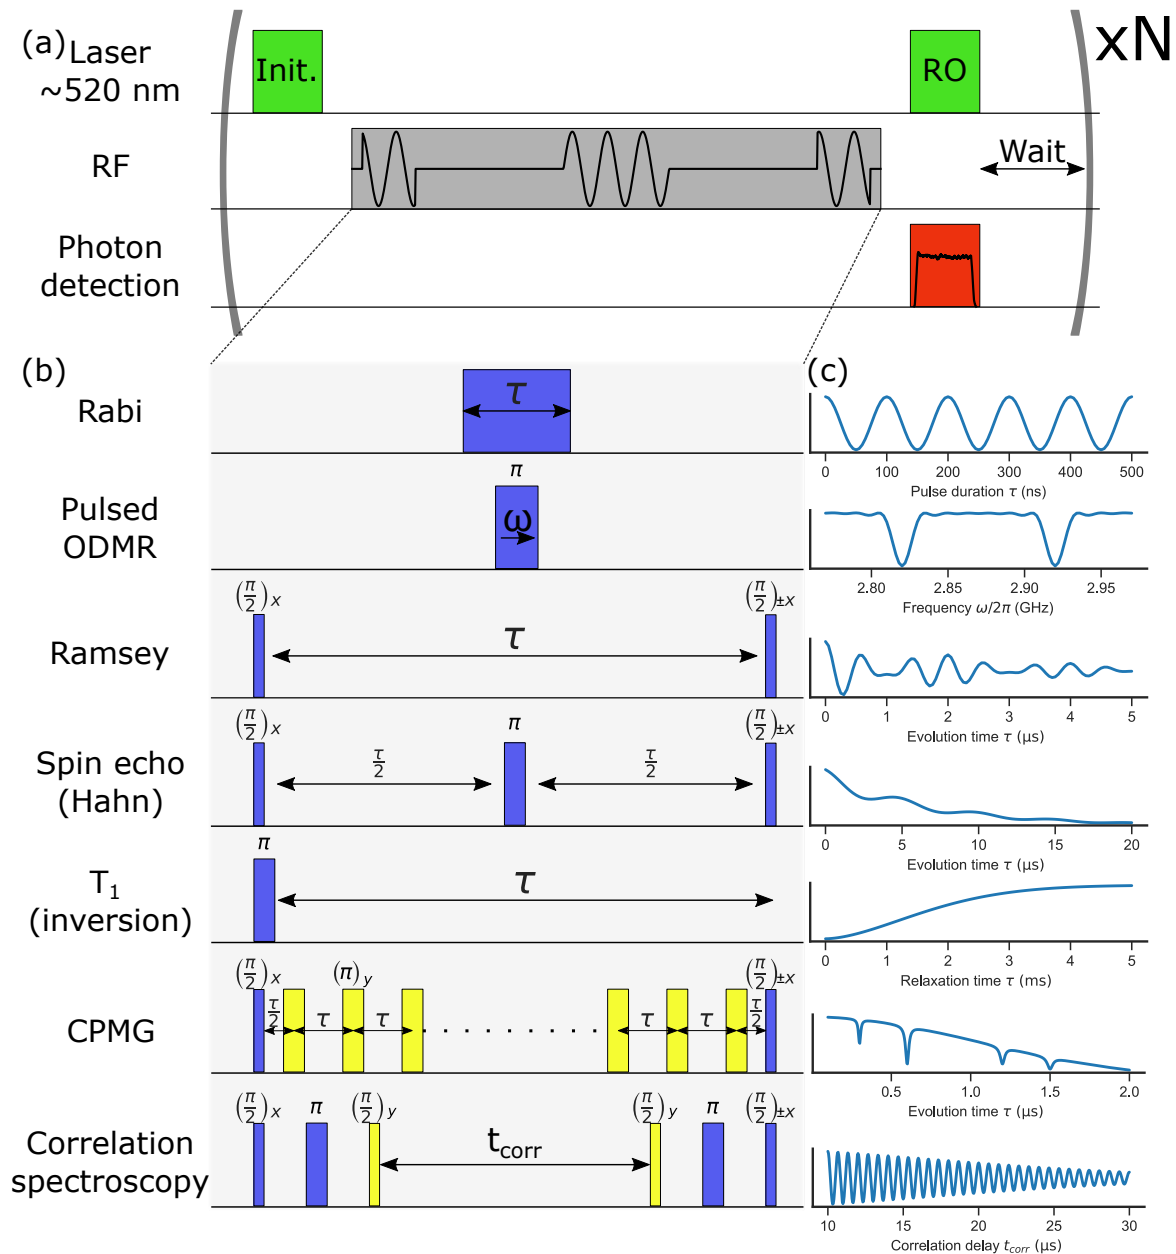 (a)
Laser
~520 nm
Init.
RO
xN
RF
Wait
Photon
detection
(b)
(c)
Rabi
τ
0 100 200 300 400 500
Pulse duration τ (ns)
Pulsed
ODMR
π
ω
2.80 2.85 2.90 2.95
Frequency ω/2π (GHz)
Ramsey
(π/2)x
τ
(π/2)±x
0 1 2 3 4 5
Evolution time τ (μs)
Spin echo
(Hahn)
(π/2)x
τ/2
π
τ/2
(π/2)±x
0 5 10 15 20
Evolution time τ (μs)
T1
(inversion)
π
τ
0 1 2 3 4 5
Relaxation time τ (ms)
CPMG
(π/2)x
(π)y
(π/2)±x
τ/2 τ τ . . . . . . . . . . τ τ τ/2
0.5 1.0 1.5 2.0
Evolution time τ (μs)
Correlation
spectroscopy
(π/2)x π (π/2)y
tcorr
(π/2)y π (π/2)±x
10 15 20 25 30
Correlation delay tcorr (μs)